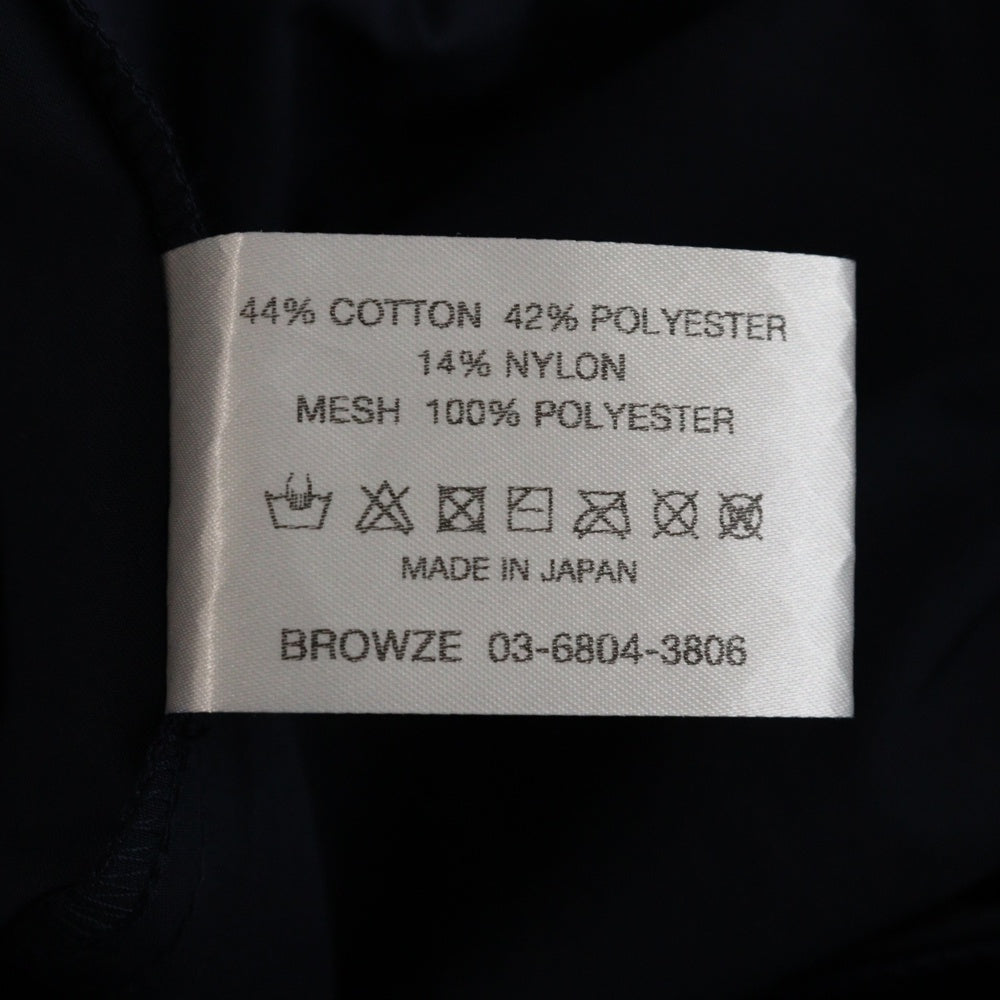 44% COTTON 42% POLYESTER
14% NYLON
MESH 100% POLYESTER
MADE IN JAPAN
BROWZE 03-6804-3806